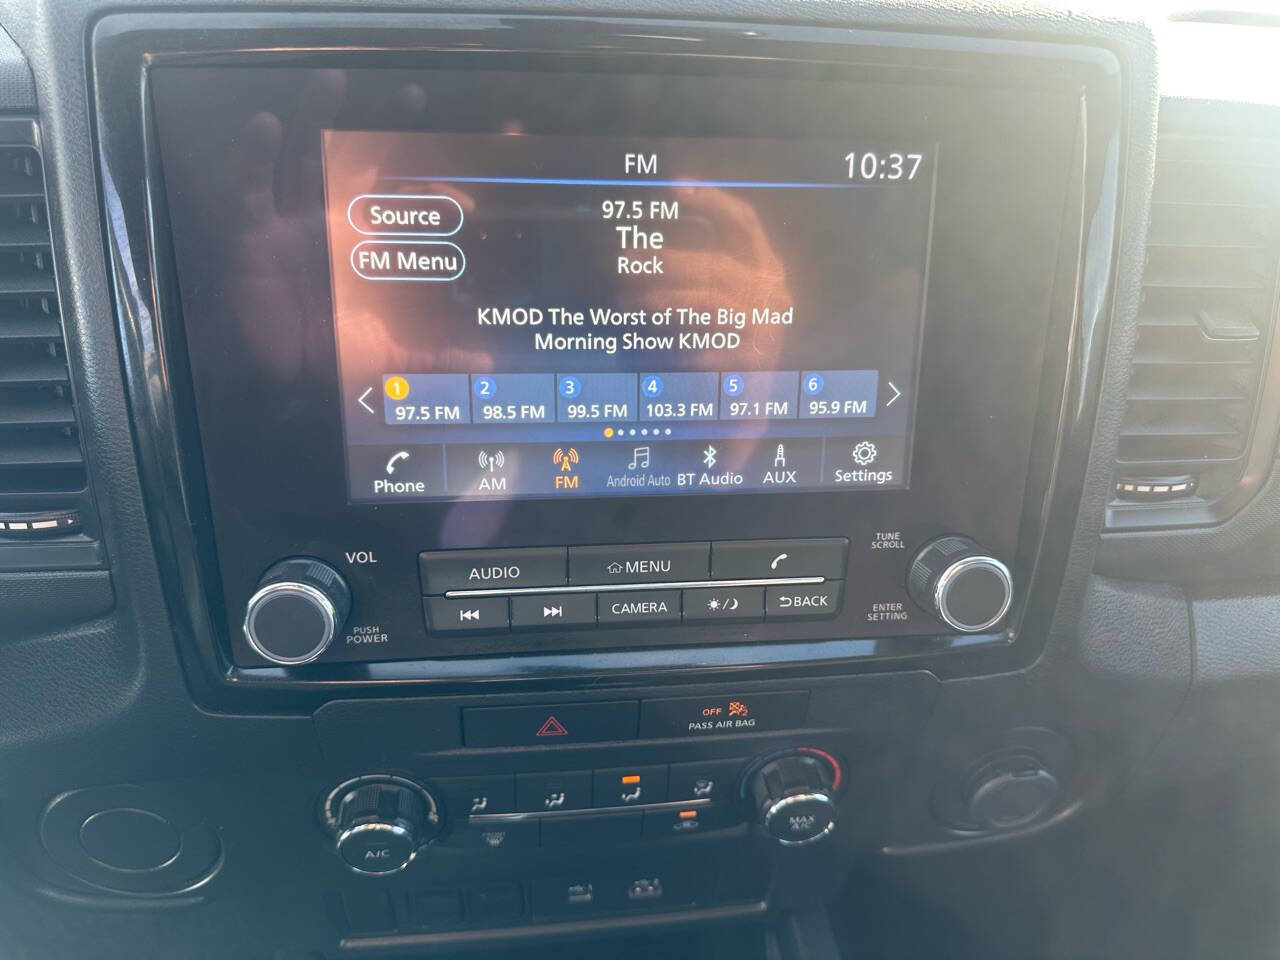 FM
10:37
Source
97.5 FM
The
FM Menu
Rock
KMOD The Worst of The Big Mad
Morning Show KMOD
1
2
3
4
5
6
97.5 FM
98.5 FM
99.5 FM
103.3 FM
97.1 FM
95.9 FM
Phone
AM
FM
Android Auto
BT Audio
AUX
Settings
VOL
TUNE
SCROLL
AUDIO
MENU
CAMERA
BACK
PUSH
POWER
ENTER
SETTING
OFF
2
PASS AIR BAG
A/C
FRONT
MAX
A/C